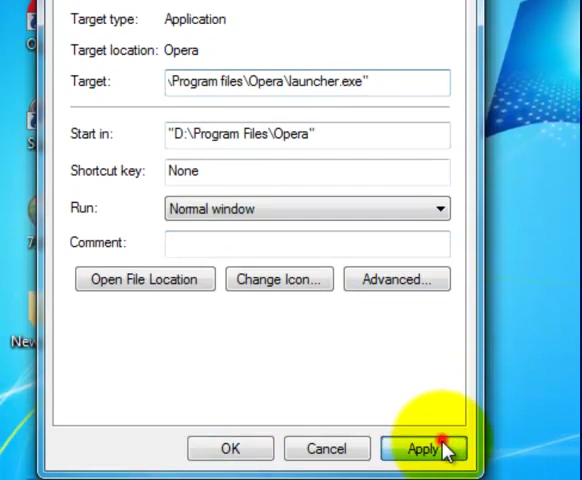 Target type: Application
Target location: Opera
Target: \Program files\Opera\launcher.exe"
Start in: "D:\Program Files\Opera"
Shortcut key: None
Run: Normal window
Comment:
Open File Location Change Icon... Advanced...
New
OK Cancel Apply